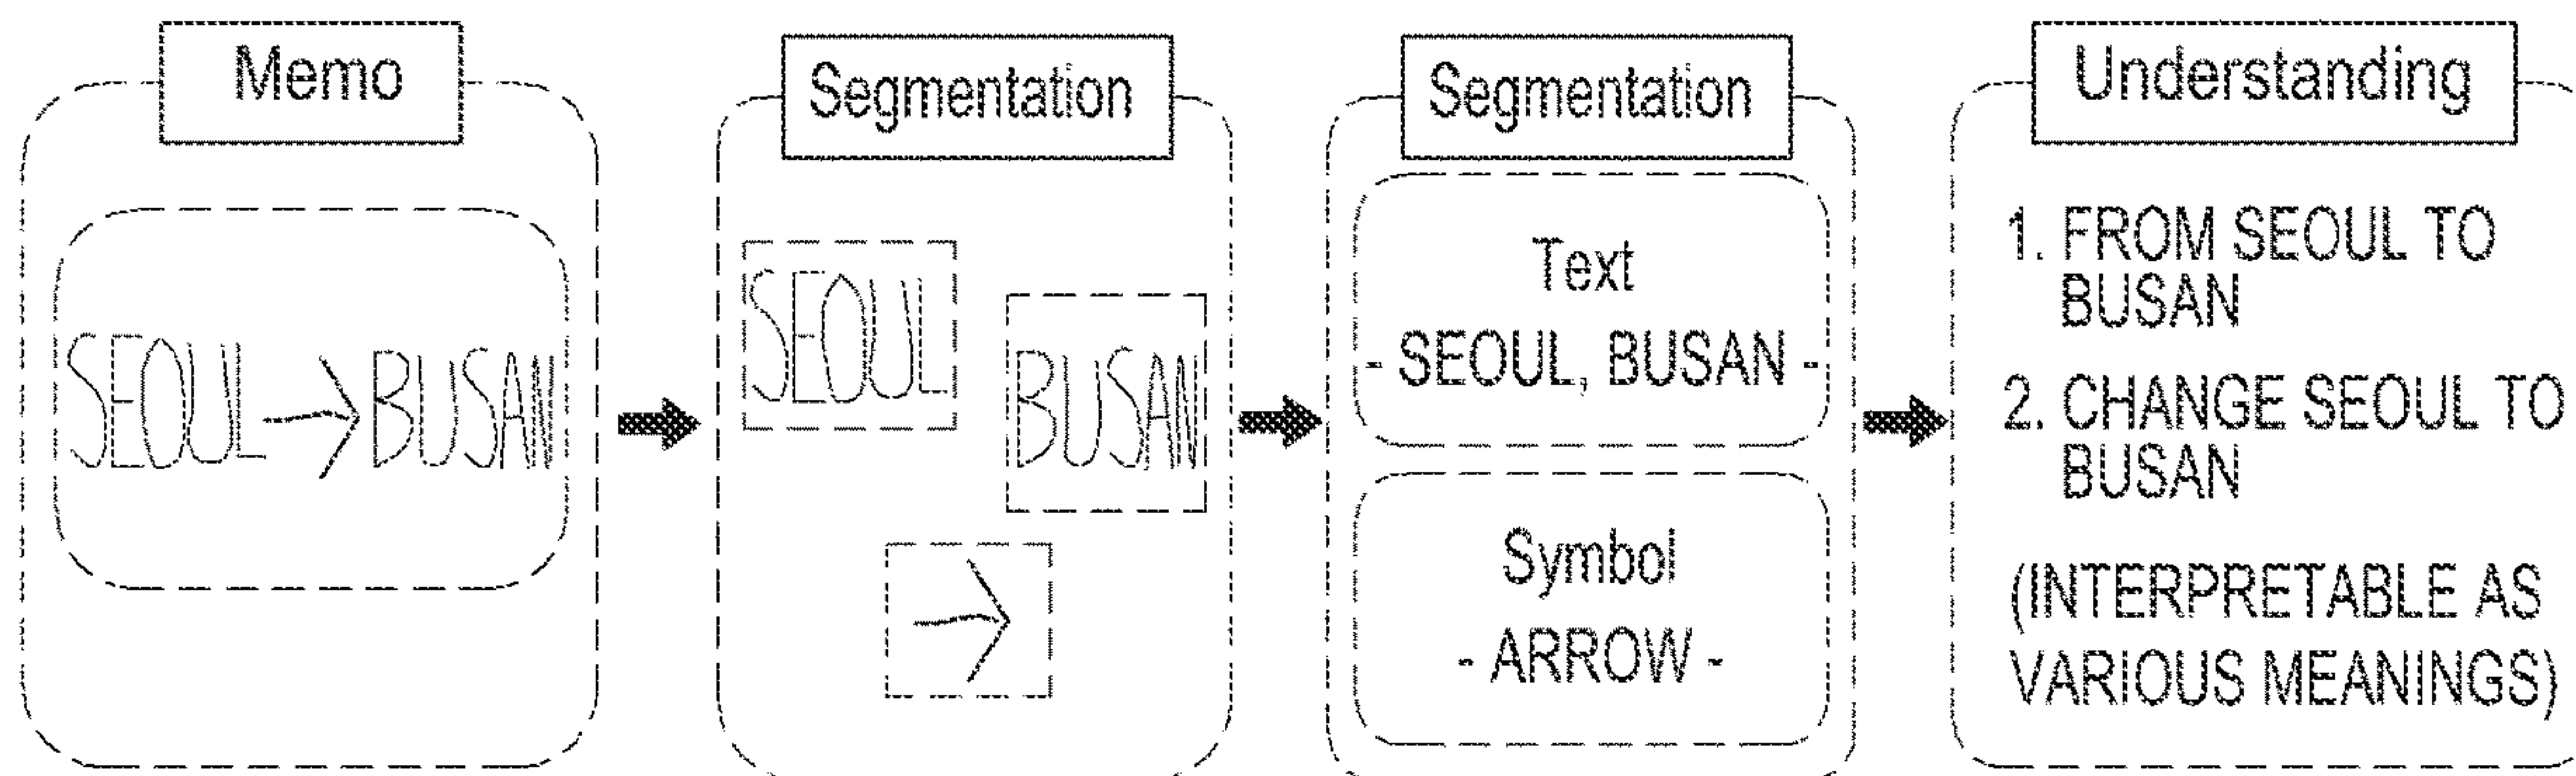 Memo
SEOUL → BUSAN
Segmentation
SEOUL
BUSAN
→
Segmentation
Text
- SEOUL, BUSAN -
Symbol
- ARROW -
Understanding
1. FROM SEOUL TO
BUSAN
2. CHANGE SEOUL TO
BUSAN
(INTERPRETABLE AS
VARIOUS MEANINGS)